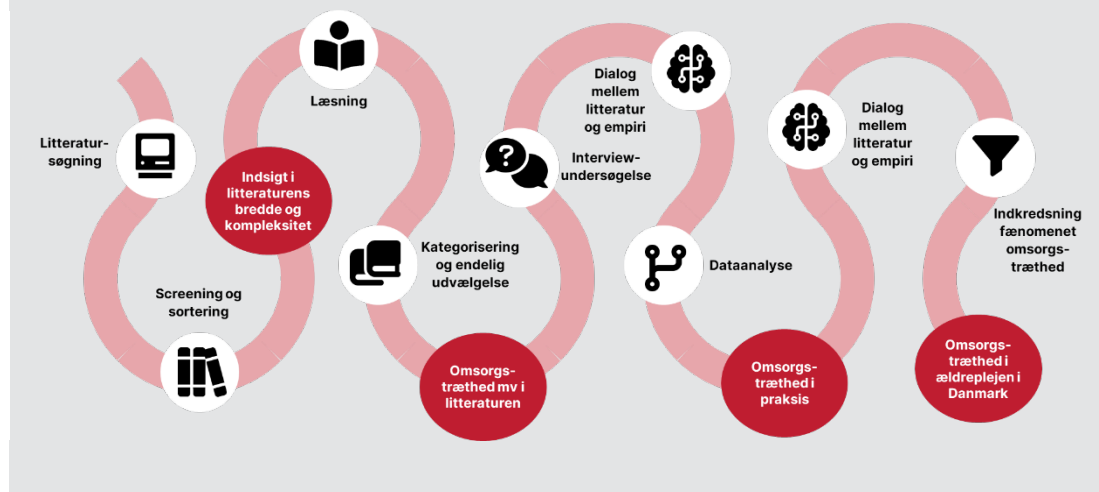 Litteratur-
søgning
Screening og
sortering
Indsigt i
litteraturens
bredde og
kompleksitet
Læsning
Kategorisering
og endelig
udvælgelse
Omsorgs-
træthed mv i
litteraturen
Interview-
undersøgelse
Dialog
mellem
litteratur
og empiri
Dataanalyse
Omsorgs-
træthed i
praksis
Dialog
mellem
litteratur
og empiri
Indkredsning
fænomenet
omsorgs-
træthed
Omsorgs-
træthed i
ældreplejen i
Danmark